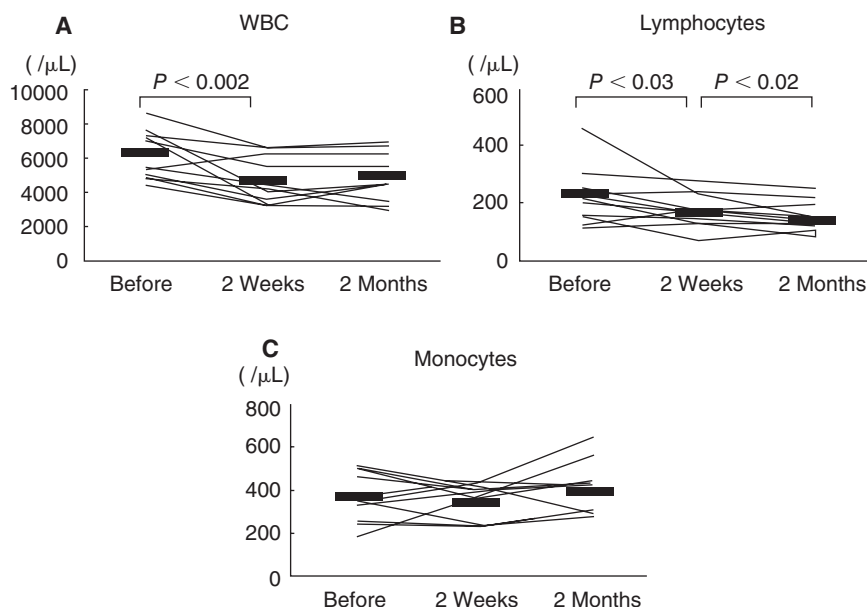 A WBC
( /μL)
P < 0.002
10000
8000
6000
4000
2000
0
Before 2 Weeks 2 Months
B Lymphocytes
( /μL)
P < 0.03 P < 0.02
600
400
200
0
Before 2 Weeks 2 Months
C Monocytes
( /μL)
800
600
400
200
0
Before 2 Weeks 2 Months